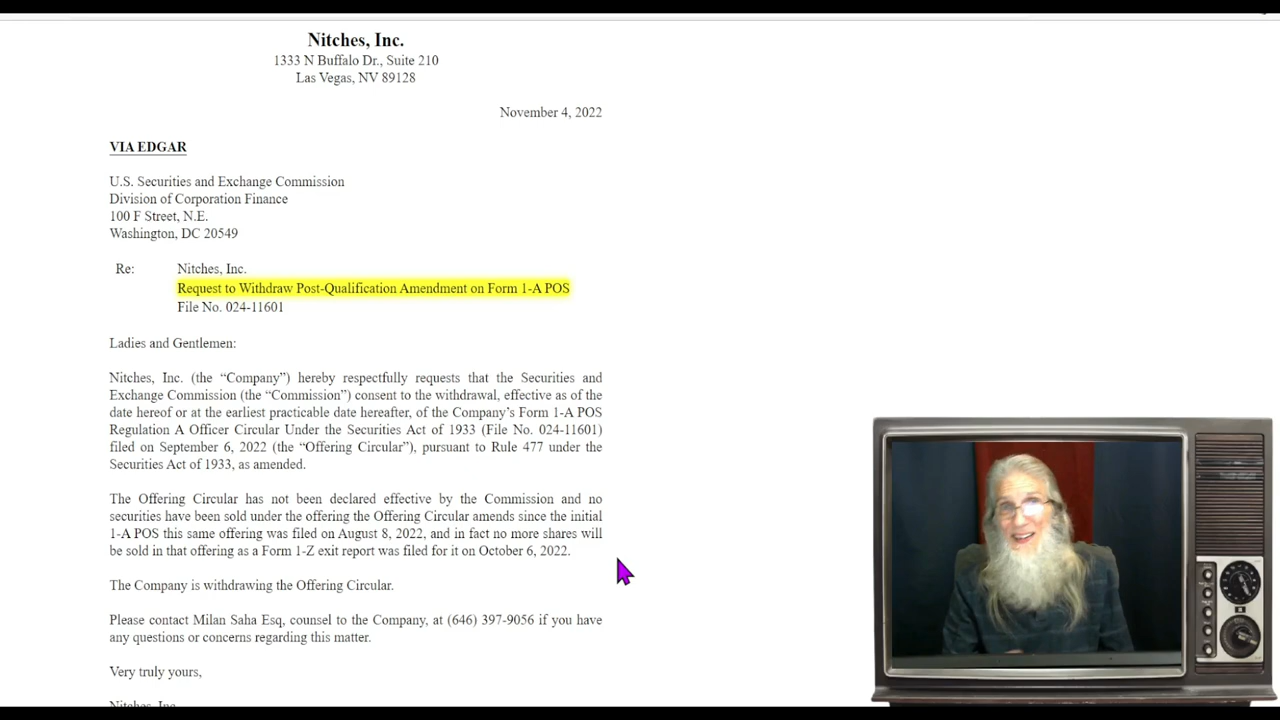 Nitches, Inc.
1333 N Buffalo Dr., Suite 210
Las Vegas, NV 89128
November 4, 2022
VIA EDGAR
U.S. Securities and Exchange Commission
Division of Corporation Finance
100 F Street, N.E.
Washington, DC 20549
Re: Nitches, Inc.
Request to Withdraw Post-Qualification Amendment on Form 1-A POS
File No. 024-11601
Ladies and Gentlemen:
Nitches, Inc. (the “Company”) hereby respectfully requests that the Securities and
Exchange Commission (the “Commission”) consent to the withdrawal, effective as of the
date hereof or at the earliest practicable date hereafter, of the Company’s Form 1-A POS
Regulation A Officer Circular Under the Securities Act of 1933 (File No. 024-11601)
filed on September 6, 2022 (the “Offering Circular”), pursuant to Rule 477 under the
Securities Act of 1933, as amended.
The Offering Circular has not been declared effective by the Commission and no
securities have been sold under the offering the Offering Circular amends since the initial
1-A POS this same offering was filed on August 8, 2022, and in fact no more shares will
be sold in that offering as a Form 1-Z exit report was filed for it on October 6, 2022.
The Company is withdrawing the Offering Circular.
Please contact Milan Saha Esq, counsel to the Company, at (646) 397-9056 if you have
any questions or concerns regarding this matter.
Very truly yours,
Nitches, Inc.